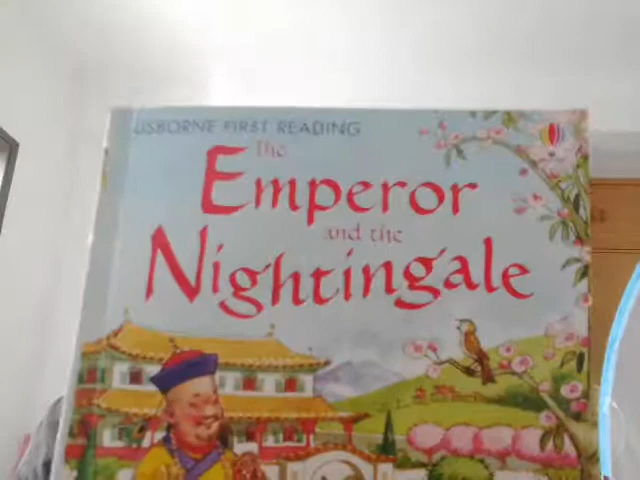 USBORNE FIRST READING
The
Emperor
and the
Nightingale